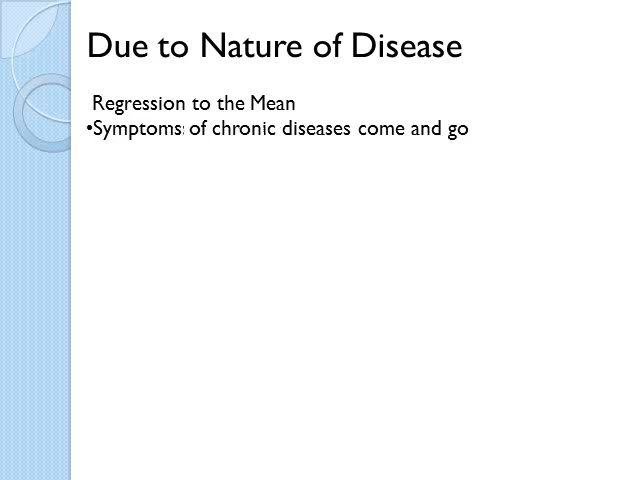 Due to Nature of Disease
Regression to the Mean
•Symptoms of chronic diseases come and go